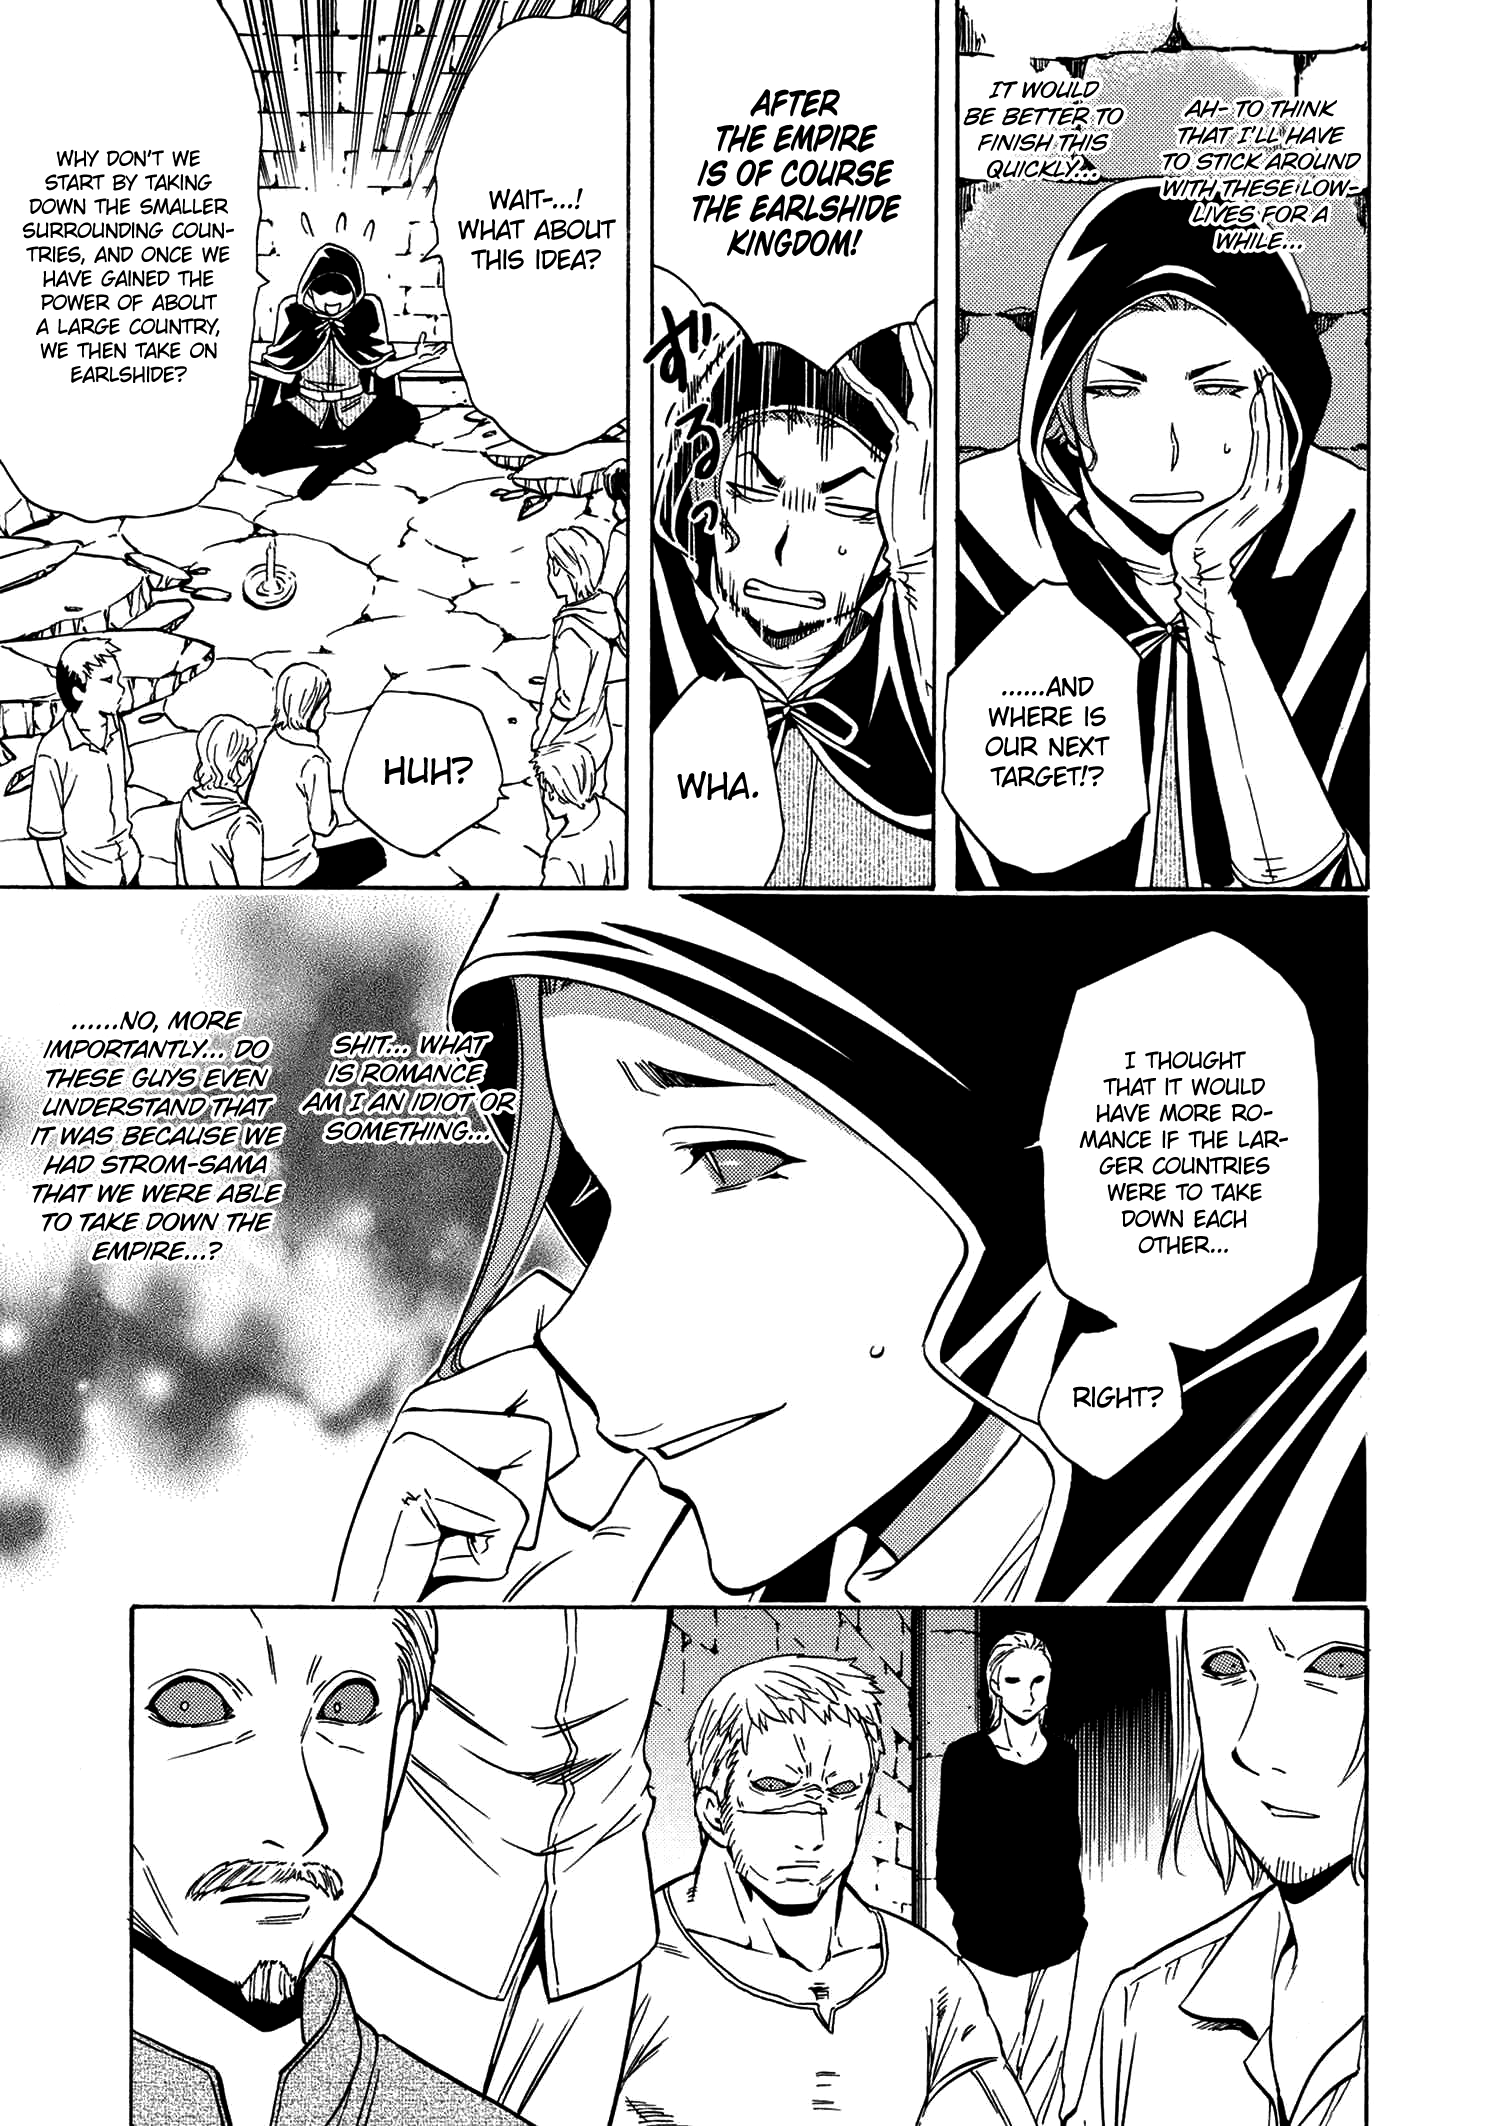 AH- TO THINK
THAT I'LL HAVE
TO STICK AROUND
WITH THESE LOW-
LIVES FOR A
WHILE...
IT WOULD
BE BETTER TO
FINISH THIS
QUICKLY...
......AND
WHERE IS
OUR NEXT
TARGET!?
AFTER
THE EMPIRE
IS OF COURSE
THE EARLSHIDE
KINGDOM!
ずるっ
WHA.
WAIT-...!
WHAT ABOUT
THIS IDEA?
WHY DON'T WE
START BY TAKING
DOWN THE SMALLER
SURROUNDING COUN-
TRIES, AND ONCE WE
HAVE GAINED THE
POWER OF ABOUT
A LARGE COUNTRY,
WE THEN TAKE ON
EARLSHIDE?
HUH?
I THOUGHT
THAT IT WOULD
HAVE MORE RO-
MANCE IF THE LAR-
GER COUNTRIES
WERE TO TAKE
DOWN EACH
OTHER...
RIGHT?
SHIT... WHAT
IS ROMANCE
AM I AN IDIOT OR
SOMETHING...
......NO, MORE
IMPORTANTLY... DO
THESE GUYS EVEN
UNDERSTAND THAT
IT WAS BECAUSE WE
HAD STROM-SAMA
THAT WE WERE ABLE
TO TAKE DOWN THE
EMPIRE...?